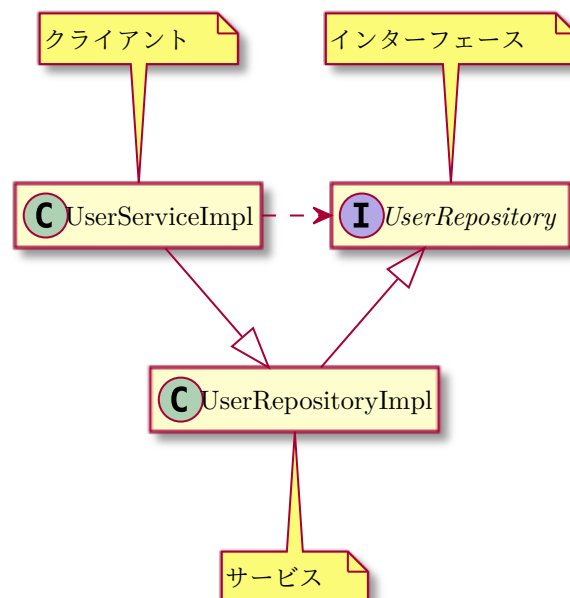 クライアント
インターフェース
C UserServiceImpl
I UserRepository
C UserRepositoryImpl
サービス